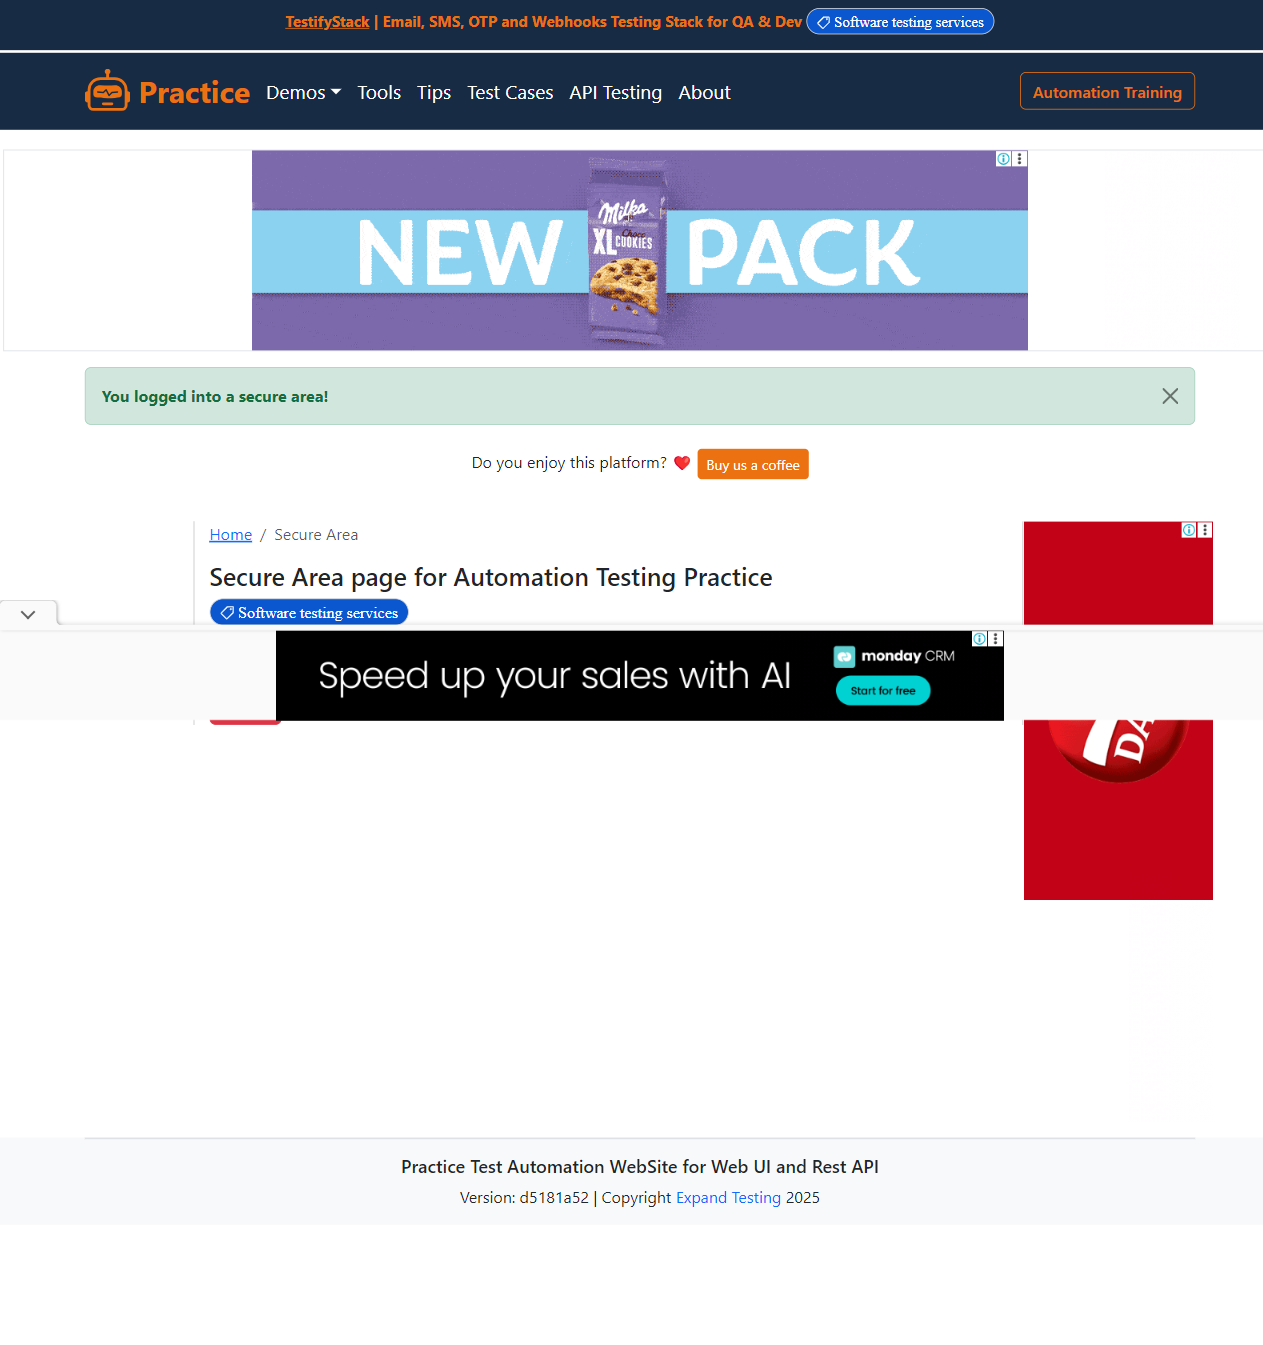 TestifyStack | Email, SMS, OTP and Webhooks Testing Stack for QA & Dev Software testing services
Practice Demos Tools Tips Test Cases API Testing About Automation Training
NEW PACK
Milka
Choco
XL COOKIES
You logged into a secure area!
Do you enjoy this platform? ❤️ Buy us a coffee
Home / Secure Area
Secure Area page for Automation Testing Practice
Software testing services
Speed up your sales with AI
monday CRM
Start for free
7
DA
Practice Test Automation WebSite for Web UI and Rest API
Version: d5181a52 | Copyright Expand Testing 2025